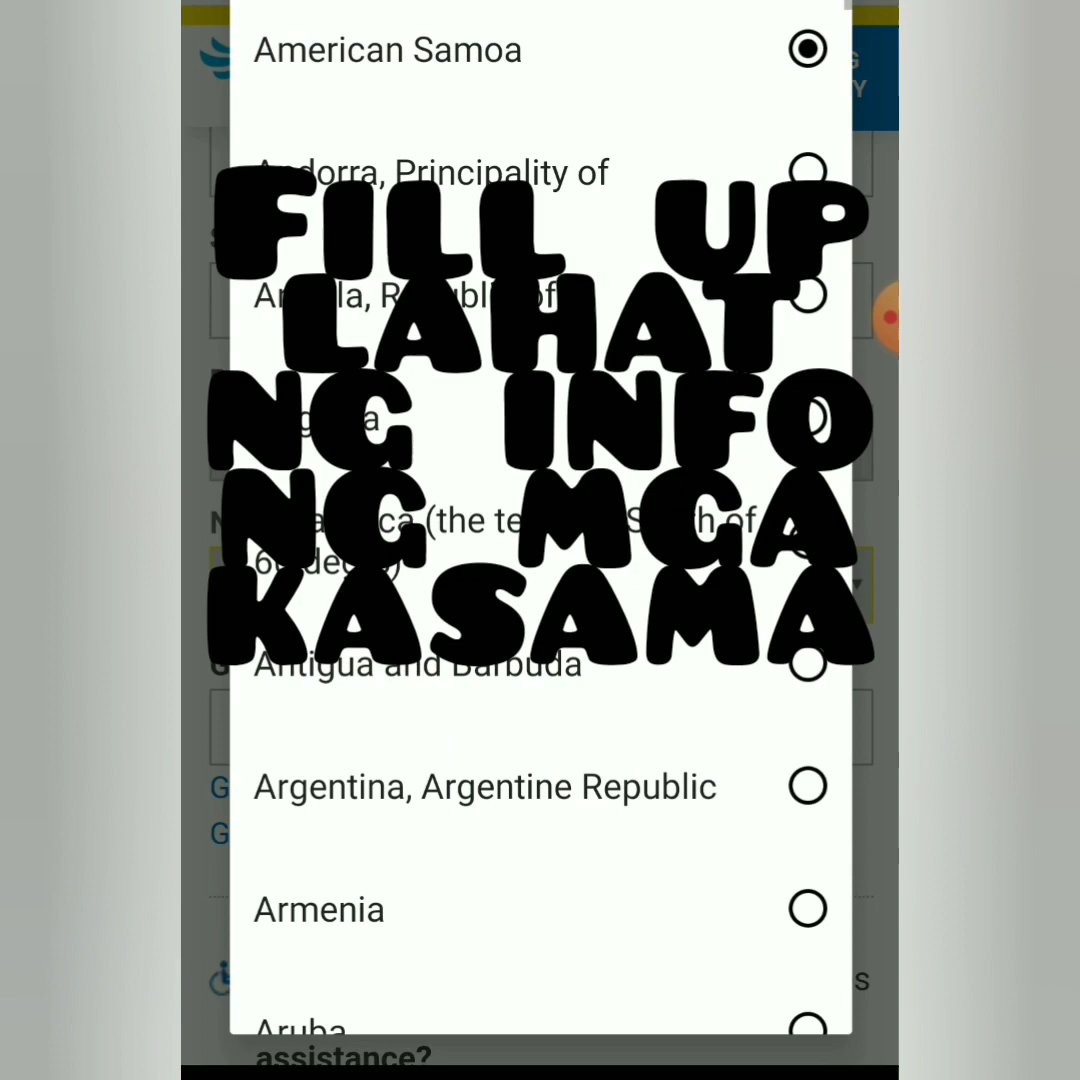 American Samoa
G
Y
Andorra, Principality of
FILL UP
LAHAT
NG INFO
NG MGA
KASAMA
Antigua and Barbuda
Argentina, Argentine Republic
G
G
Armenia
s
Aruba
assistance?